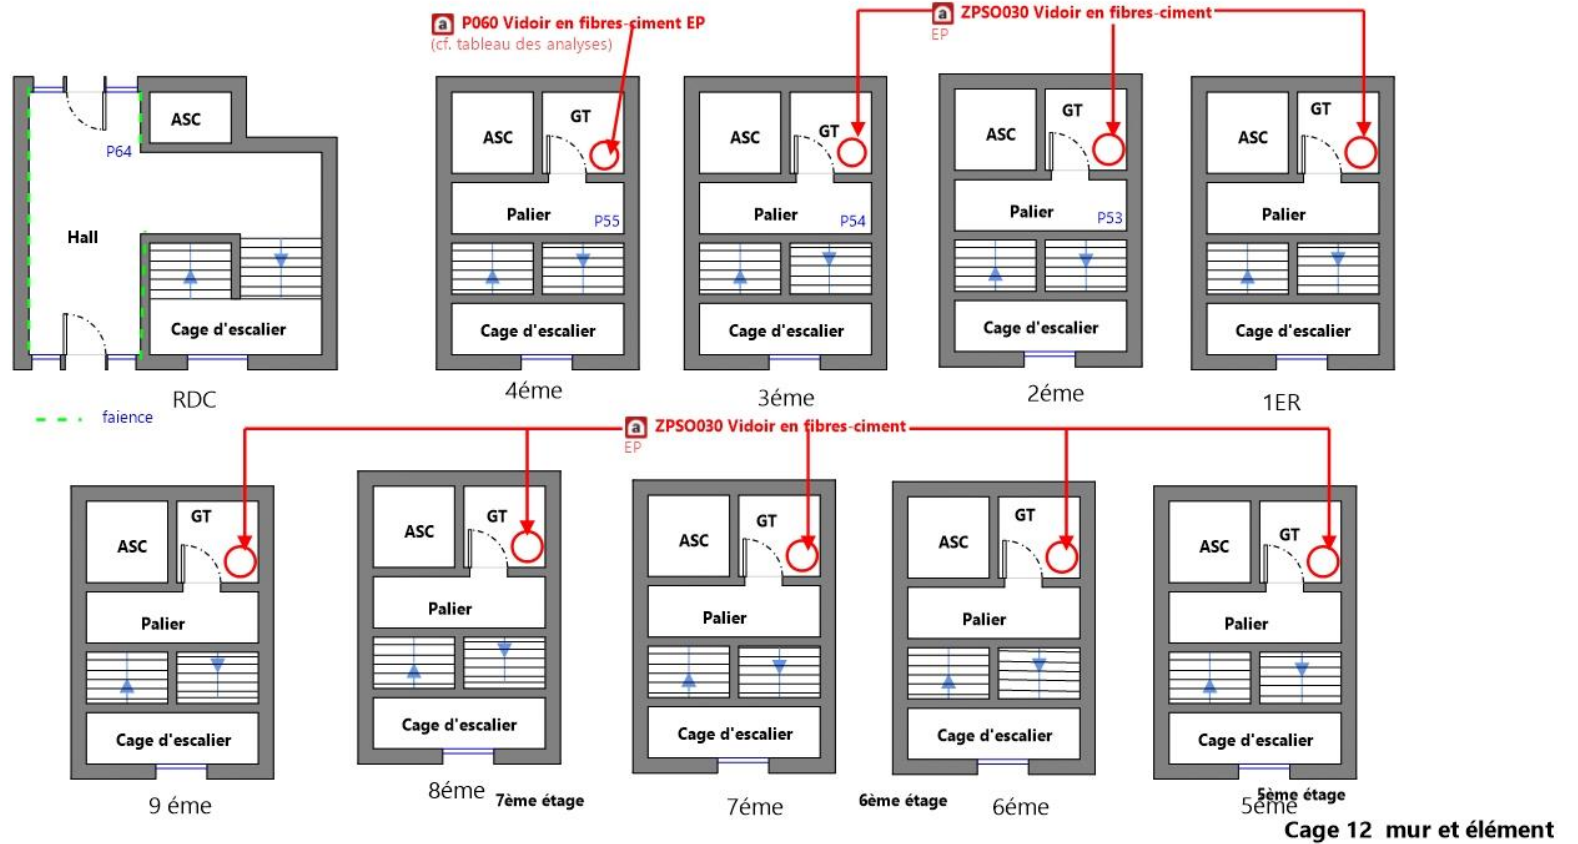 a P060 Vidoir en fibres-ciment EP
(cf. tableau des analyses)
a ZPSO030 Vidoir en fibres-ciment
EP
ASC
P64
Hall
Cage d'escalier
RDC
faience
ASC
GT
Palier
P55
Cage d'escalier
4éme
ASC
GT
Palier
P54
Cage d'escalier
3éme
ASC
GT
Palier
P53
Cage d'escalier
2éme
ASC
GT
Palier
Cage d'escalier
1ER
a ZPSO030 Vidoir en fibres-ciment
EP
ASC
GT
Palier
Cage d'escalier
9 éme
ASC
GT
Palier
Cage d'escalier
8éme
7ème étage
ASC
GT
Palier
Cage d'escalier
7éme
6ème étage
ASC
GT
Palier
Cage d'escalier
6éme
ASC
GT
Palier
Cage d'escalier
5ème étage
5éme
Cage 12 mur et élément